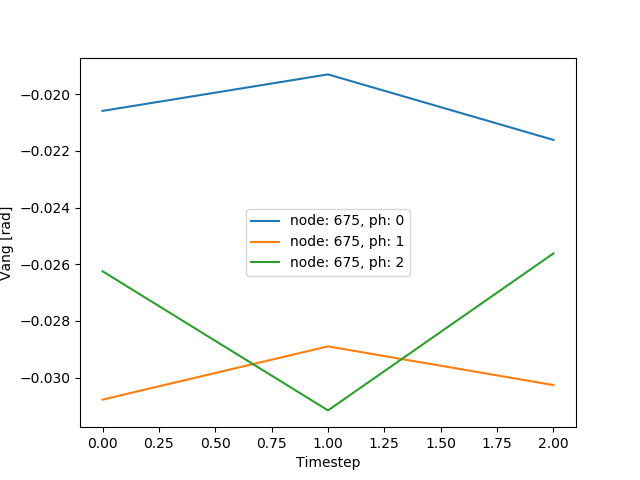 −0.020
−0.022
−0.024
−0.026
−0.028
−0.030
Vang [rad]
node: 675, ph: 0
node: 675, ph: 1
node: 675, ph: 2
0.00 0.25 0.50 0.75 1.00 1.25 1.50 1.75 2.00
Timestep